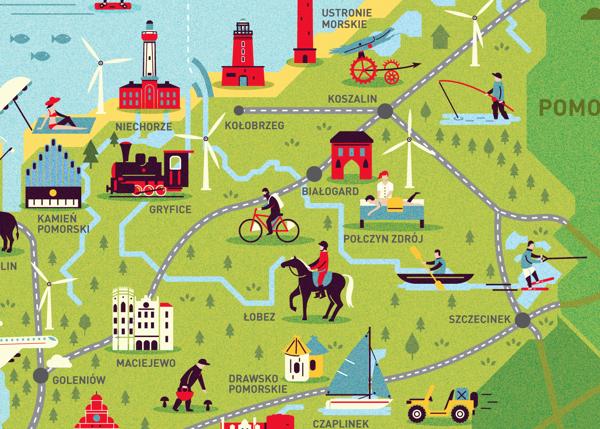 USTRONIE
MORSKIE
KOSZALIN
POMO
NIECHORZE
KOŁOBRZEG
BIAŁOGARD
GRYFICE
KAMIEŃ
POMORSKI
POŁCZYN ZDRÓJ
LIN
ŁOBEZ
SZCZECINEK
MACIEJEWO
GOLENIÓW
DRAWSKO
POMORSKIE
CZAPLINEK